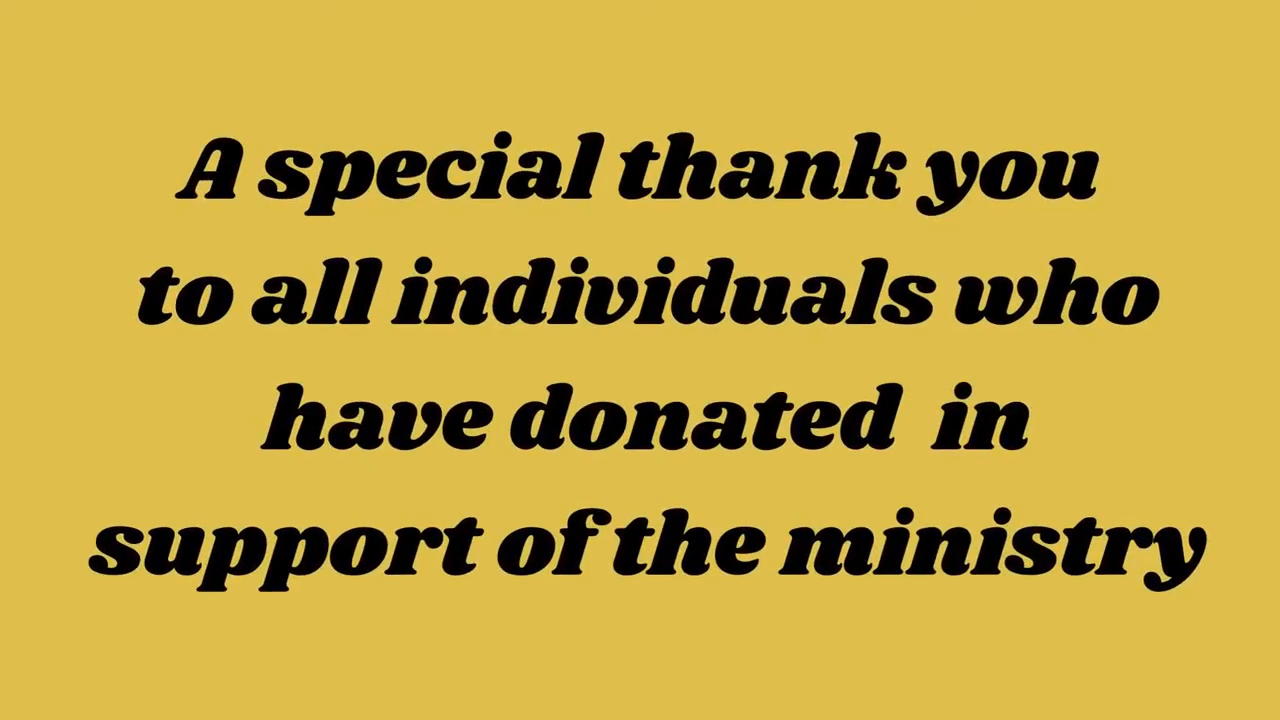 A special thank you
to all individuals who
have donated  in
support of the ministry